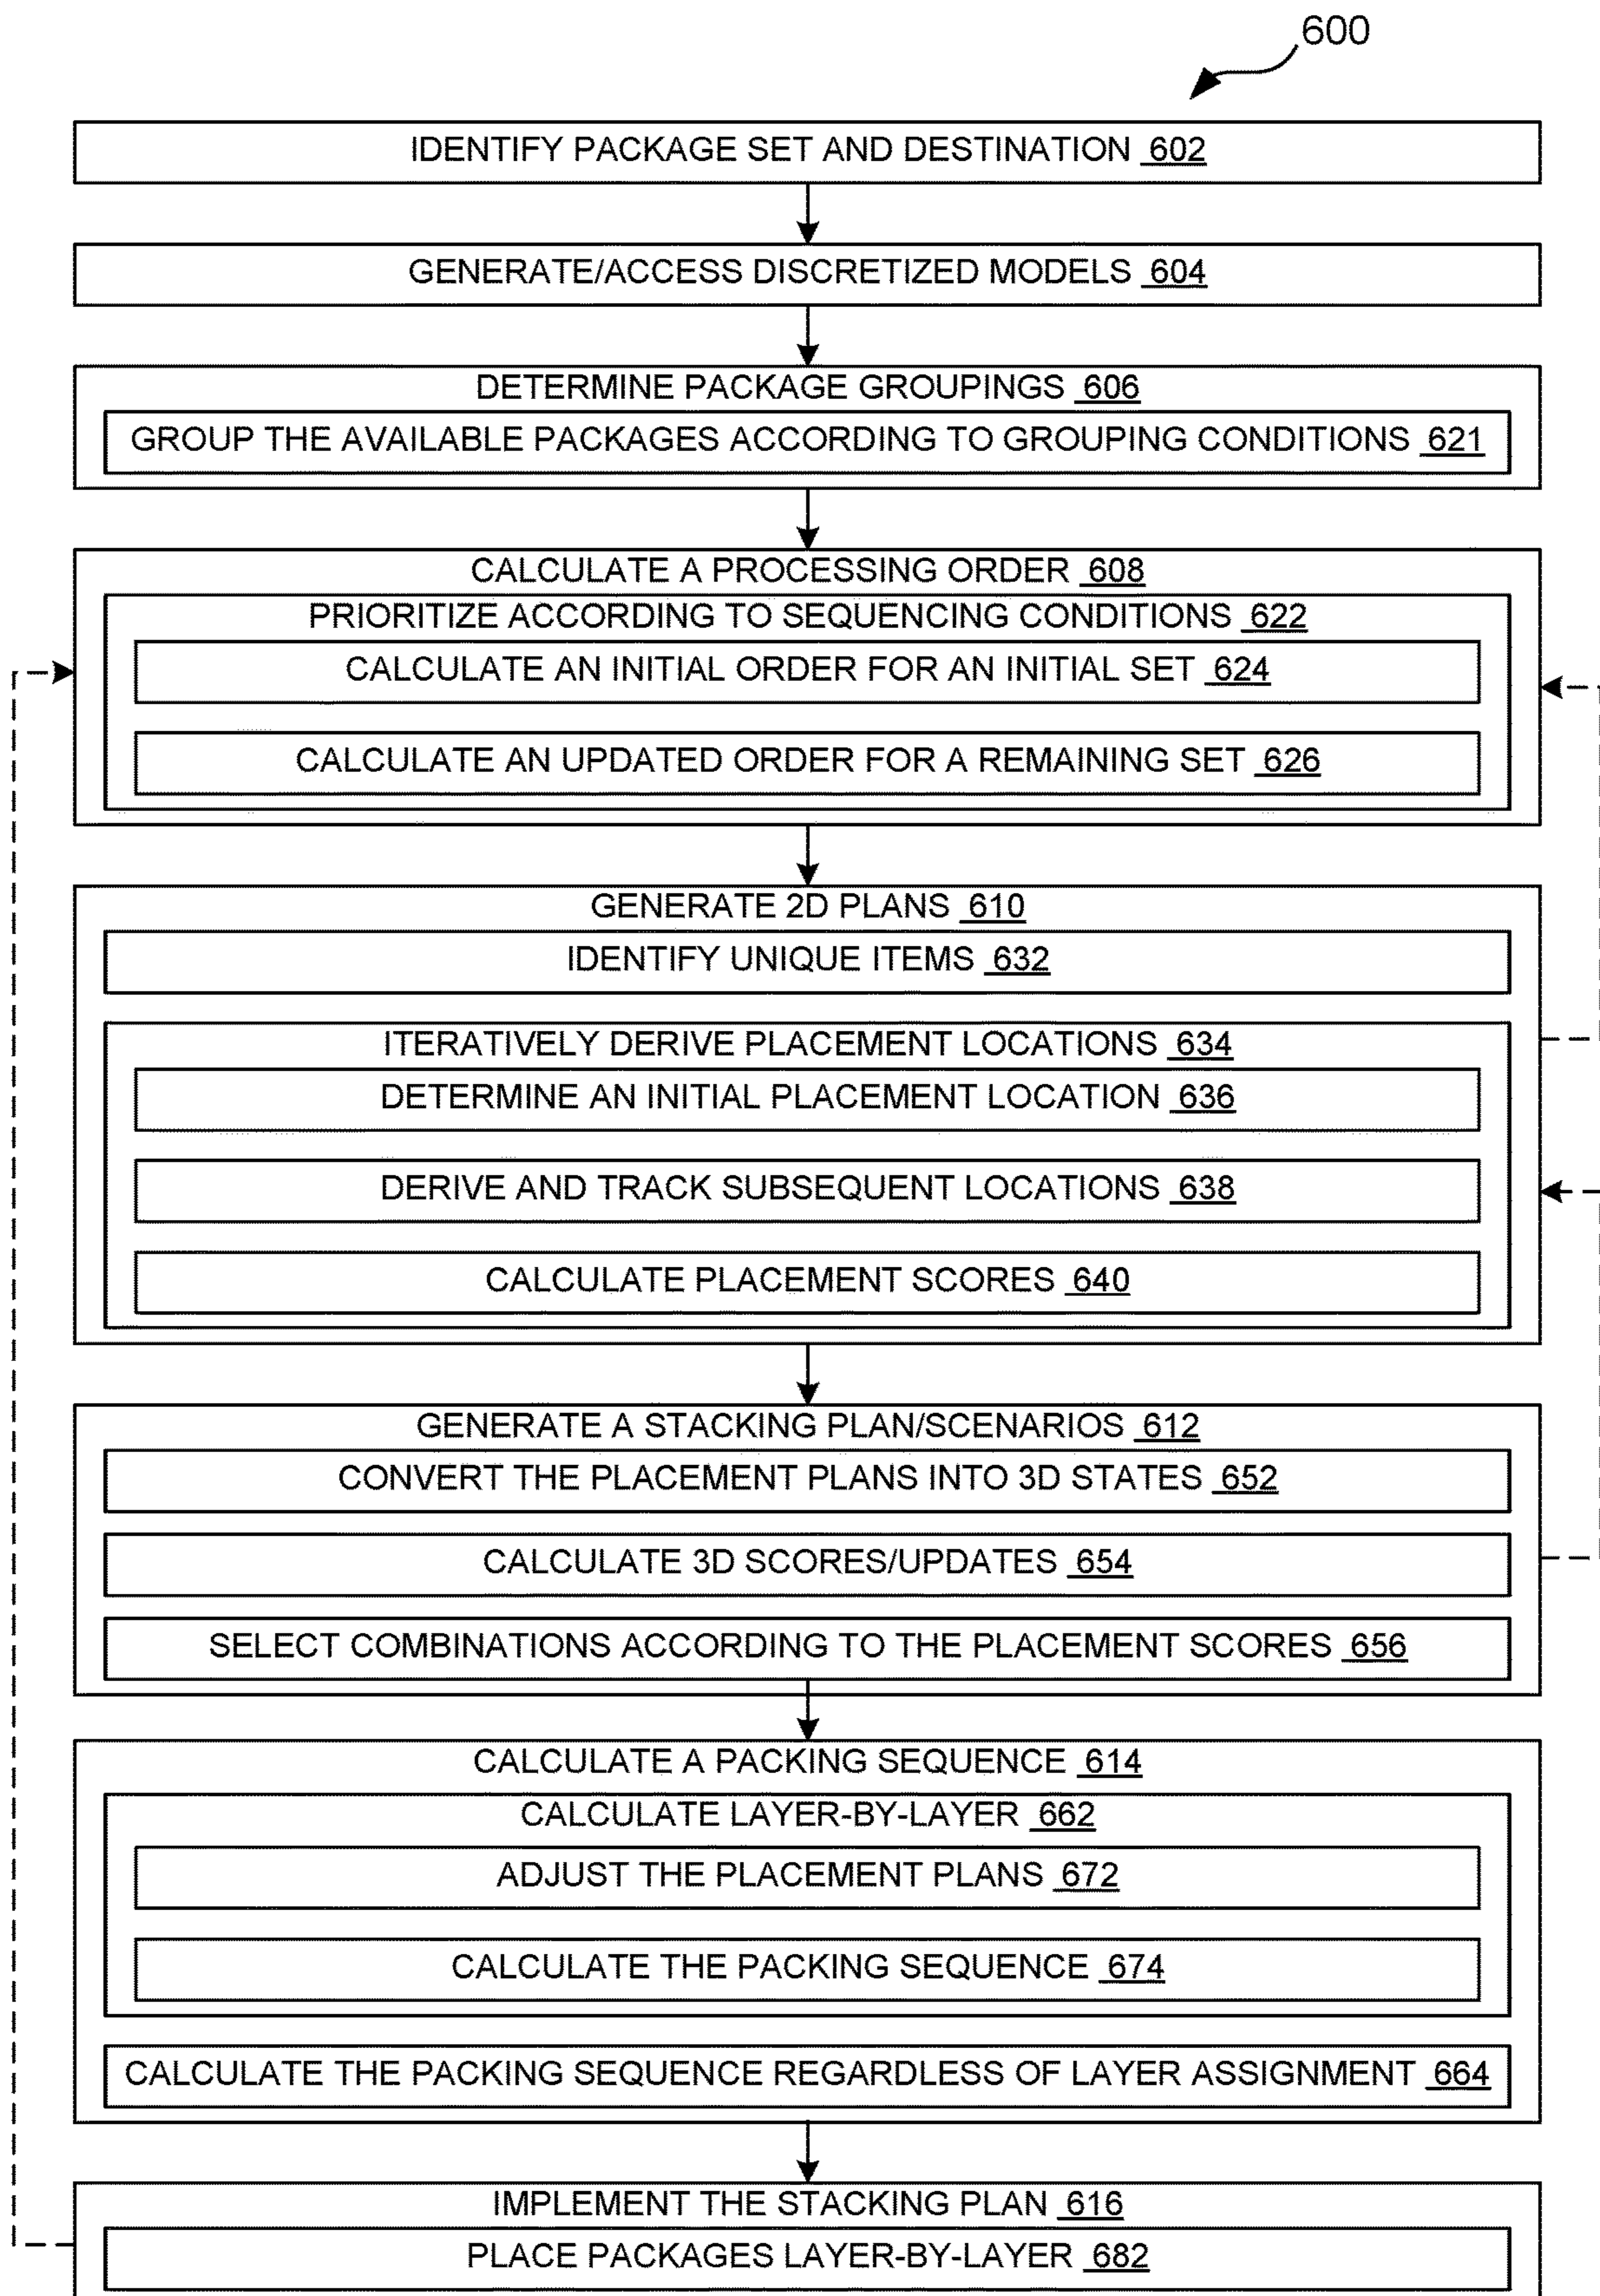 600
IDENTIFY PACKAGE SET AND DESTINATION 602
GENERATE/ACCESS DISCRETIZED MODELS 604
DETERMINE PACKAGE GROUPINGS 606
GROUP THE AVAILABLE PACKAGES ACCORDING TO GROUPING CONDITIONS 621
CALCULATE A PROCESSING ORDER 608
PRIORITIZE ACCORDING TO SEQUENCING CONDITIONS 622
CALCULATE AN INITIAL ORDER FOR AN INITIAL SET 624
CALCULATE AN UPDATED ORDER FOR A REMAINING SET 626
GENERATE 2D PLANS 610
IDENTIFY UNIQUE ITEMS 632
ITERATIVELY DERIVE PLACEMENT LOCATIONS 634
DETERMINE AN INITIAL PLACEMENT LOCATION 636
DERIVE AND TRACK SUBSEQUENT LOCATIONS 638
CALCULATE PLACEMENT SCORES 640
GENERATE A STACKING PLAN/SCENARIOS 612
CONVERT THE PLACEMENT PLANS INTO 3D STATES 652
CALCULATE 3D SCORES/UPDATES 654
SELECT COMBINATIONS ACCORDING TO THE PLACEMENT SCORES 656
CALCULATE A PACKING SEQUENCE 614
CALCULATE LAYER-BY-LAYER 662
ADJUST THE PLACEMENT PLANS 672
CALCULATE THE PACKING SEQUENCE 674
CALCULATE THE PACKING SEQUENCE REGARDLESS OF LAYER ASSIGNMENT 664
IMPLEMENT THE STACKING PLAN 616
PLACE PACKAGES LAYER-BY-LAYER 682